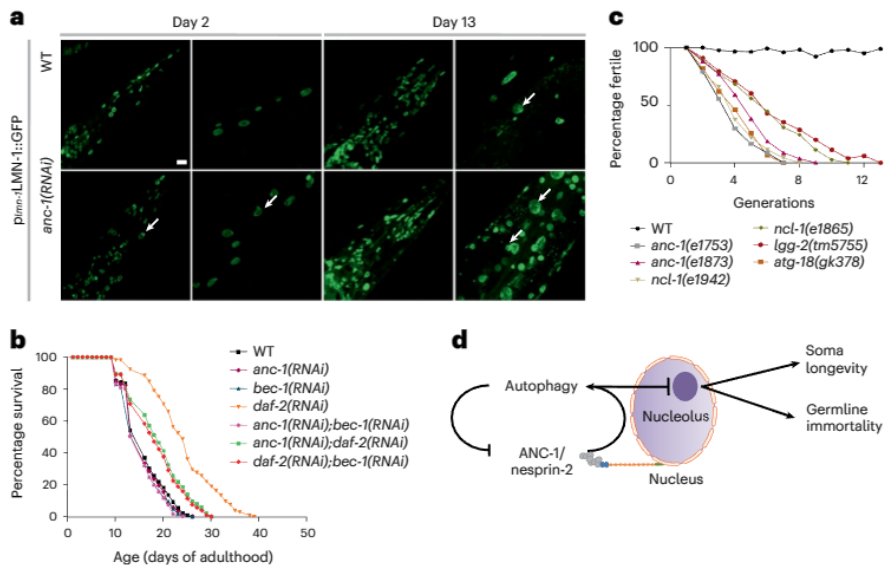 a
Day 2
Day 13
plmn-1LMN-1::GFP
WT
anc-1(RNAi)
b
Percentage survival
100
80
60
40
20
0
0
10
20
30
40
50
Age (days of adulthood)
WT
anc-1(RNAi)
bec-1(RNAi)
daf-2(RNAi)
anc-1(RNAi);bec-1(RNAi)
anc-1(RNAi);daf-2(RNAi)
daf-2(RNAi);bec-1(RNAi)
c
Percentage fertile
100
50
0
0
4
8
12
Generations
WT
anc-1(e1753)
anc-1(e1873)
ncl-1(e1942)
ncl-1(e1865)
lgg-2(tm5755)
atg-18(gk378)
d
Autophagy
ANC-1/
nesprin-2
Nucleolus
Nucleus
Soma
longevity
Germline
immortality